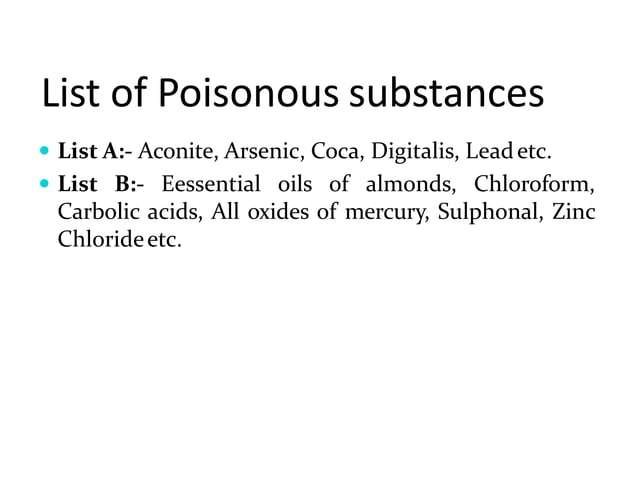 List of Poisonous substances
List A:- Aconite, Arsenic, Coca, Digitalis, Lead etc.
List B:- Eessential oils of almonds, Chloroform,
Carbolic acids, All oxides of mercury, Sulphonal, Zinc
Chloride etc.